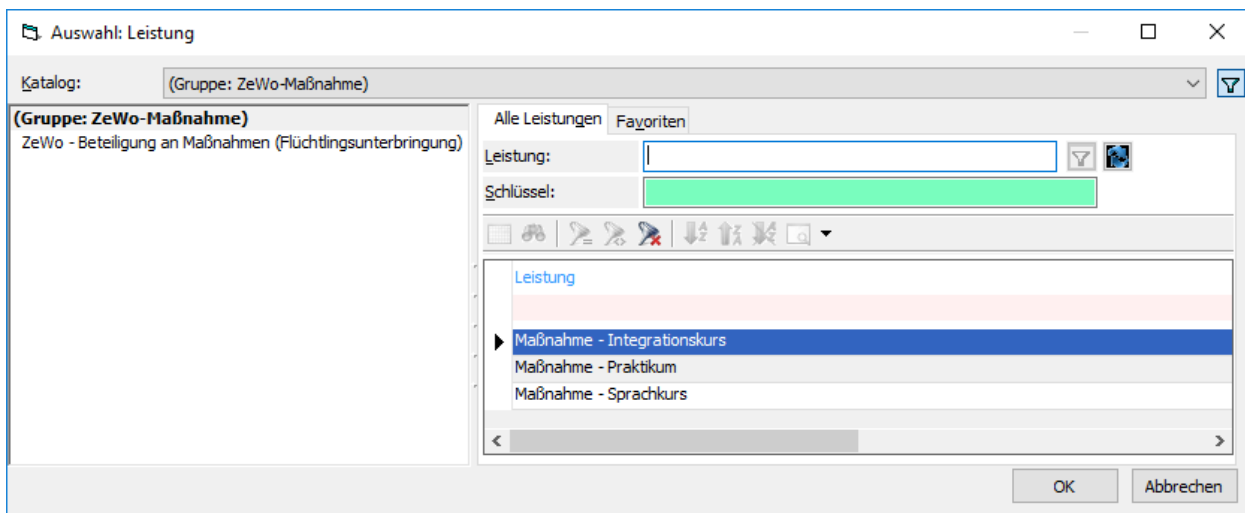 Auswahl: Leistung
Katalog:
(Gruppe: ZeWo-Maßnahme)
(Gruppe: ZeWo-Maßnahme)
ZeWo - Beteiligung an Maßnahmen (Flüchtlingsunterbringung)
Alle Leistungen
Favoriten
Leistung:
Schlüssel:
Leistung
Maßnahme - Integrationskurs
Maßnahme - Praktikum
Maßnahme - Sprachkurs
OK
Abbrechen